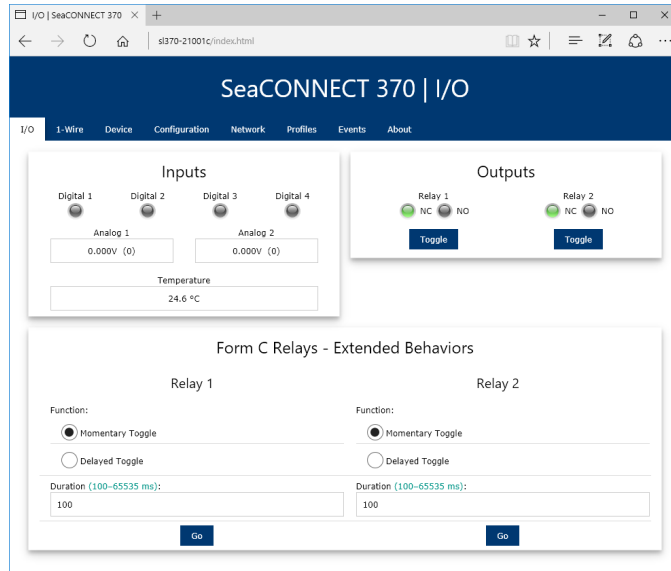 I/O | SeaCONNECT 370
sl370-21001c/index.html
SeaCONNECT 370 | I/O
I/O 1-Wire Device Configuration Network Profiles Events About
Inputs
Digital 1 Digital 2 Digital 3 Digital 4
Analog 1 Analog 2
0.000V (0) 0.000V (0)
Temperature
24.6 °C
Outputs
Relay 1 Relay 2
NC NO NC NO
Toggle Toggle
Form C Relays - Extended Behaviors
Relay 1
Function:
Momentary Toggle
Delayed Toggle
Duration (100–65535 ms):
100
Go
Relay 2
Function:
Momentary Toggle
Delayed Toggle
Duration (100–65535 ms):
100
Go